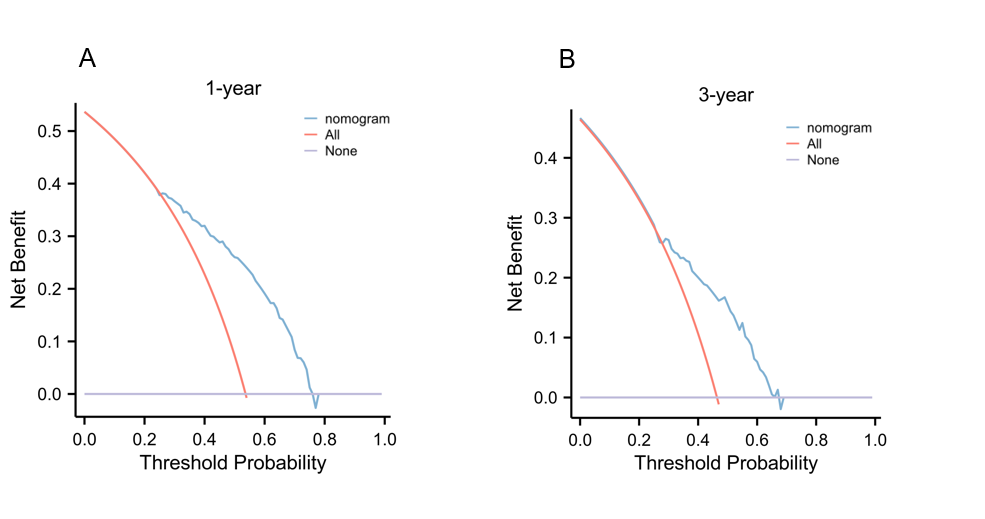 A
1-year
nomogram
All
None
0.5
0.4
0.3
0.2
0.1
0.0
Net Benefit
0.0 0.2 0.4 0.6 0.8 1.0
Threshold Probability
B
3-year
nomogram
All
None
0.4
0.3
0.2
0.1
0.0
Net Benefit
0.0 0.2 0.4 0.6 0.8 1.0
Threshold Probability